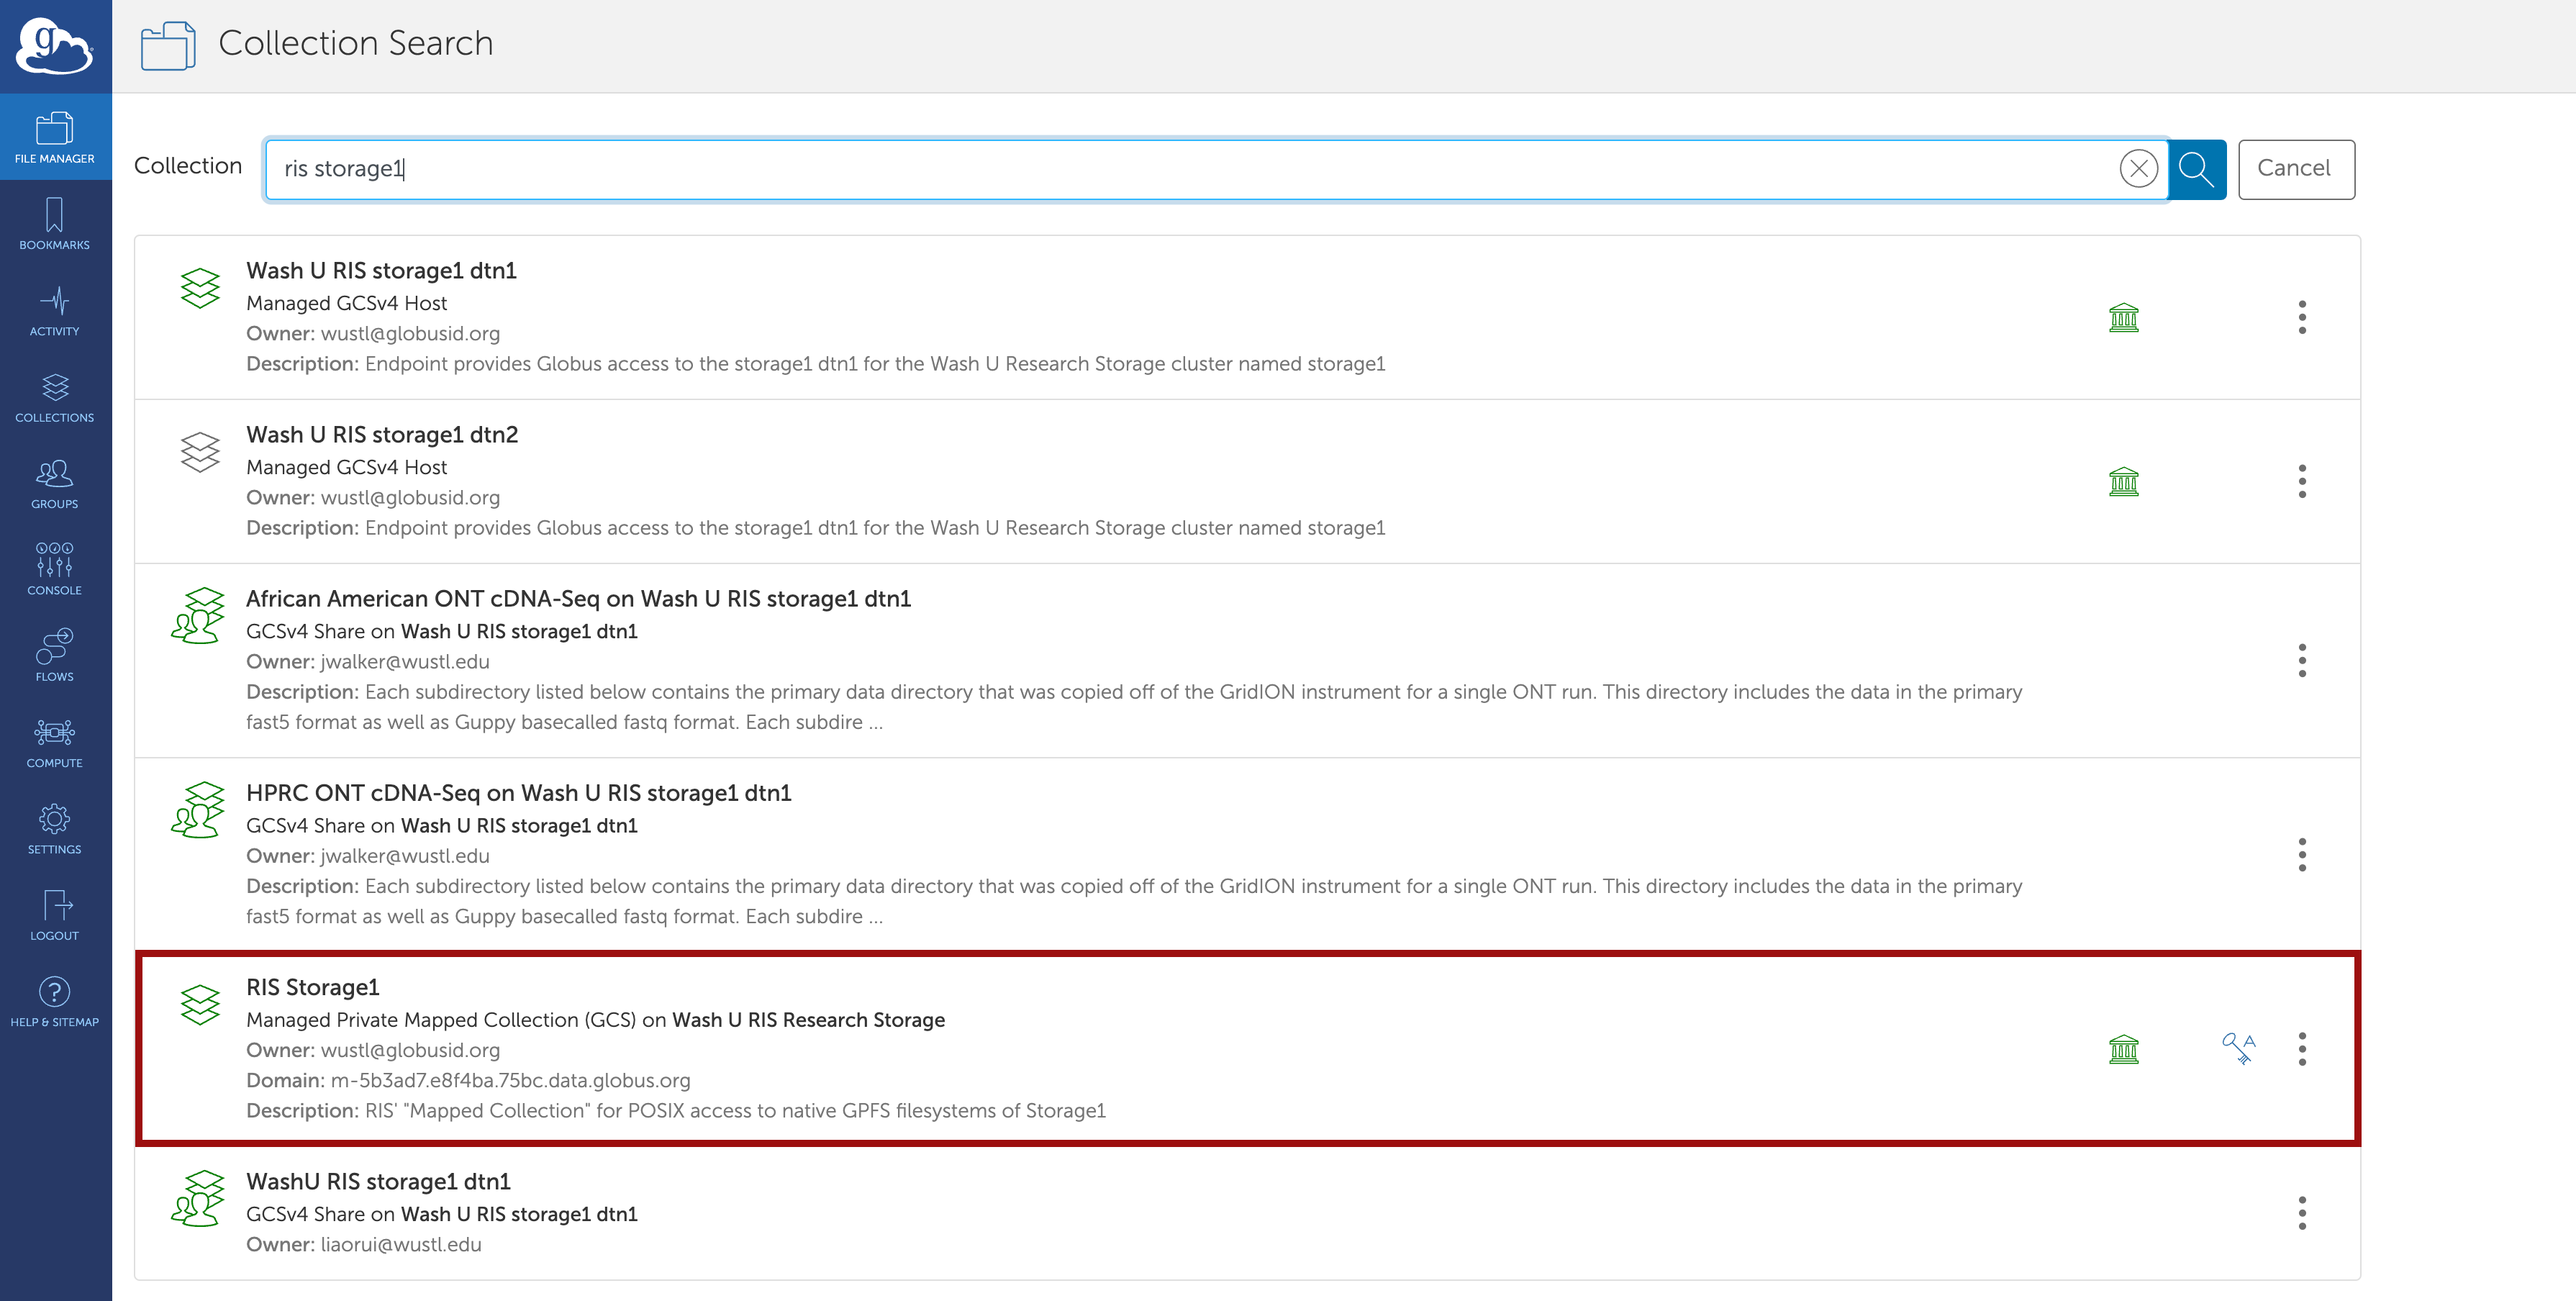 g
Collection Search
FILE MANAGER
BOOKMARKS
ACTIVITY
COLLECTIONS
GROUPS
CONSOLE
FLOWS
COMPUTE
SETTINGS
LOGOUT
?
HELP & SITEMAP
Collection
ris storage1
Cancel
Wash U RIS storage1 dtn1
Managed GCSv4 Host
Owner: wustl@globusid.org
Description: Endpoint provides Globus access to the storage1 dtn1 for the Wash U Research Storage cluster named storage1
Wash U RIS storage1 dtn2
Managed GCSv4 Host
Owner: wustl@globusid.org
Description: Endpoint provides Globus access to the storage1 dtn1 for the Wash U Research Storage cluster named storage1
African American ONT cDNA-Seq on Wash U RIS storage1 dtn1
GCSv4 Share on Wash U RIS storage1 dtn1
Owner: jwalker@wustl.edu
Description: Each subdirectory listed below contains the primary data directory that was copied off of the GridION instrument for a single ONT run. This directory includes the data in the primary
fast5 format as well as Guppy basecalled fastq format. Each subdire ...
HPRC ONT cDNA-Seq on Wash U RIS storage1 dtn1
GCSv4 Share on Wash U RIS storage1 dtn1
Owner: jwalker@wustl.edu
Description: Each subdirectory listed below contains the primary data directory that was copied off of the GridION instrument for a single ONT run. This directory includes the data in the primary
fast5 format as well as Guppy basecalled fastq format. Each subdire ...
RIS Storage1
Managed Private Mapped Collection (GCS) on Wash U RIS Research Storage
Owner: wustl@globusid.org
Domain: m-5b3ad7.e8f4ba.75bc.data.globus.org
Description: RIS' "Mapped Collection" for POSIX access to native GPFS filesystems of Storage1
A
WashU RIS storage1 dtn1
GCSv4 Share on Wash U RIS storage1 dtn1
Owner: liaorui@wustl.edu